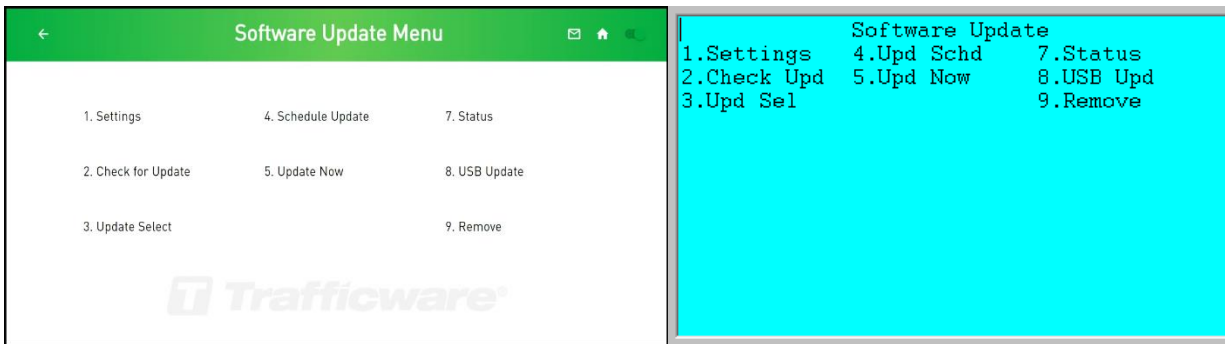 Software Update Menu
1. Settings 4. Schedule Update 7. Status
2. Check for Update 5. Update Now 8. USB Update
3. Update Select 9. Remove
T Trafficware®
Software Update
1.Settings 4.Upd Schd 7.Status
2.Check Upd 5.Upd Now 8.USB Upd
3.Upd Sel 9.Remove